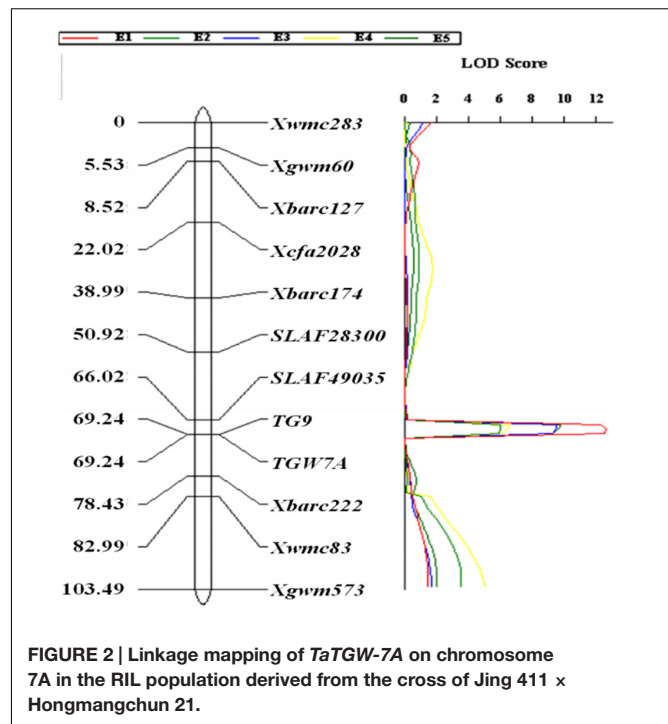 E1 E2 E3 E4 E5
LOD Score
0 2 4 6 8 10 12
0 Xwmc283
5.53 Xgwm60
8.52 Xbarc127
22.02 Xcfa2028
38.99 Xbarc174
50.92 SLAF28300
66.02 SLAF49035
69.24 TG9
69.24 TGW7A
78.43 Xbarc222
82.99 Xwmc83
103.49 Xgwm573
FIGURE 2 | Linkage mapping of TaTGW-7A on chromosome
7A in the RIL population derived from the cross of Jing 411 ×
Hongmangchun 21.